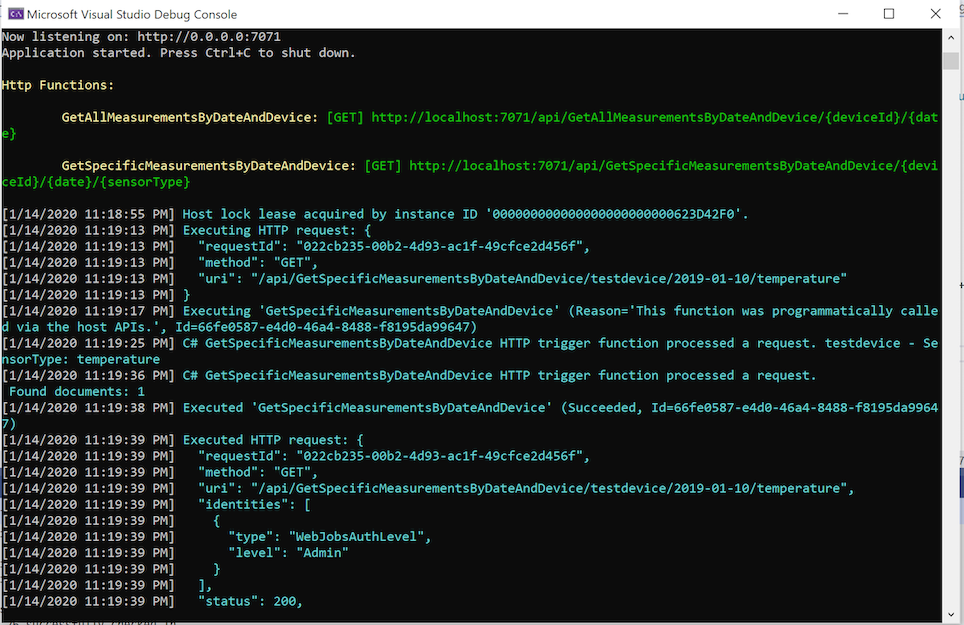 Microsoft Visual Studio Debug Console
Now listening on: http://0.0.0.0:7071
Application started. Press Ctrl+C to shut down.
Http Functions:
GetAllMeasurementsByDateAndDevice: [GET] http://localhost:7071/api/GetAllMeasurementsByDateAndDevice/{deviceId}/{dat
e}
GetSpecificMeasurementsByDateAndDevice: [GET] http://localhost:7071/api/GetSpecificMeasurementsByDateAndDevice/{devi
ceId}/{date}/{sensorType}
[1/14/2020 11:18:55 PM] Host lock lease acquired by instance ID '000000000000000000000000623D42F0'.
[1/14/2020 11:19:13 PM] Executing HTTP request: {
[1/14/2020 11:19:13 PM]   "requestId": "022cb235-00b2-4d93-ac1f-49cfce2d456f",
[1/14/2020 11:19:13 PM]   "method": "GET",
[1/14/2020 11:19:13 PM]   "uri": "/api/GetSpecificMeasurementsByDateAndDevice/testdevice/2019-01-10/temperature"
[1/14/2020 11:19:13 PM] }
[1/14/2020 11:19:17 PM] Executing 'GetSpecificMeasurementsByDateAndDevice' (Reason='This function was programmatically calle
d via the host APIs.', Id=66fe0587-e4d0-46a4-8488-f8195da99647)
[1/14/2020 11:19:25 PM] C# GetSpecificMeasurementsByDateAndDevice HTTP trigger function processed a request. testdevice - Se
nsorType: temperature
[1/14/2020 11:19:36 PM] C# GetSpecificMeasurementsByDateAndDevice HTTP trigger function processed a request.
Found documents: 1
[1/14/2020 11:19:38 PM] Executed 'GetSpecificMeasurementsByDateAndDevice' (Succeeded, Id=66fe0587-e4d0-46a4-8488-f8195da9964
7)
[1/14/2020 11:19:39 PM] Executed HTTP request: {
[1/14/2020 11:19:39 PM]   "requestId": "022cb235-00b2-4d93-ac1f-49cfce2d456f",
[1/14/2020 11:19:39 PM]   "method": "GET",
[1/14/2020 11:19:39 PM]   "uri": "/api/GetSpecificMeasurementsByDateAndDevice/testdevice/2019-01-10/temperature",
[1/14/2020 11:19:39 PM]   "identities": [
[1/14/2020 11:19:39 PM]     {
[1/14/2020 11:19:39 PM]       "type": "WebJobsAuthLevel",
[1/14/2020 11:19:39 PM]       "level": "Admin"
[1/14/2020 11:19:39 PM]     }
[1/14/2020 11:19:39 PM]   ],
[1/14/2020 11:19:39 PM]   "status": 200,